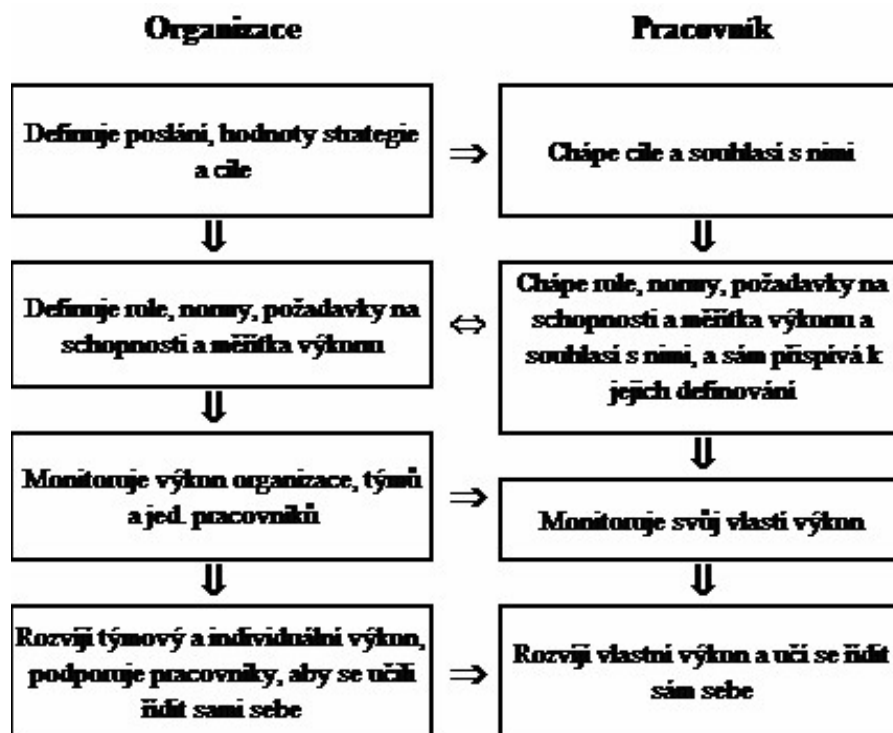 Organizace
Pracovník
Definuje poslání, hodnoty strategie
a cíle
⇒
Chápe cíle a souhlasí s nimi
⇓
⇓
Definuje role, normy, požadavky na
schopnosti a měřítka výkonu
⇔
Chápe role, normy, požadavky na
schopnosti a měřítka výkonu a
souhlasí s nimi, a sám přispívá k
jejich definování
⇓
⇓
Monitoruje výkon organizace, týmů
a jed. pracovníků
⇒
Monitoruje svůj vlastí výkon
⇓
⇓
Rozvíjí týmový a individuální výkon,
podporuje pracovníky, aby se učili
řídit sami sebe
⇒
Rozvíjí vlastní výkon a učí se řídit
sám sebe